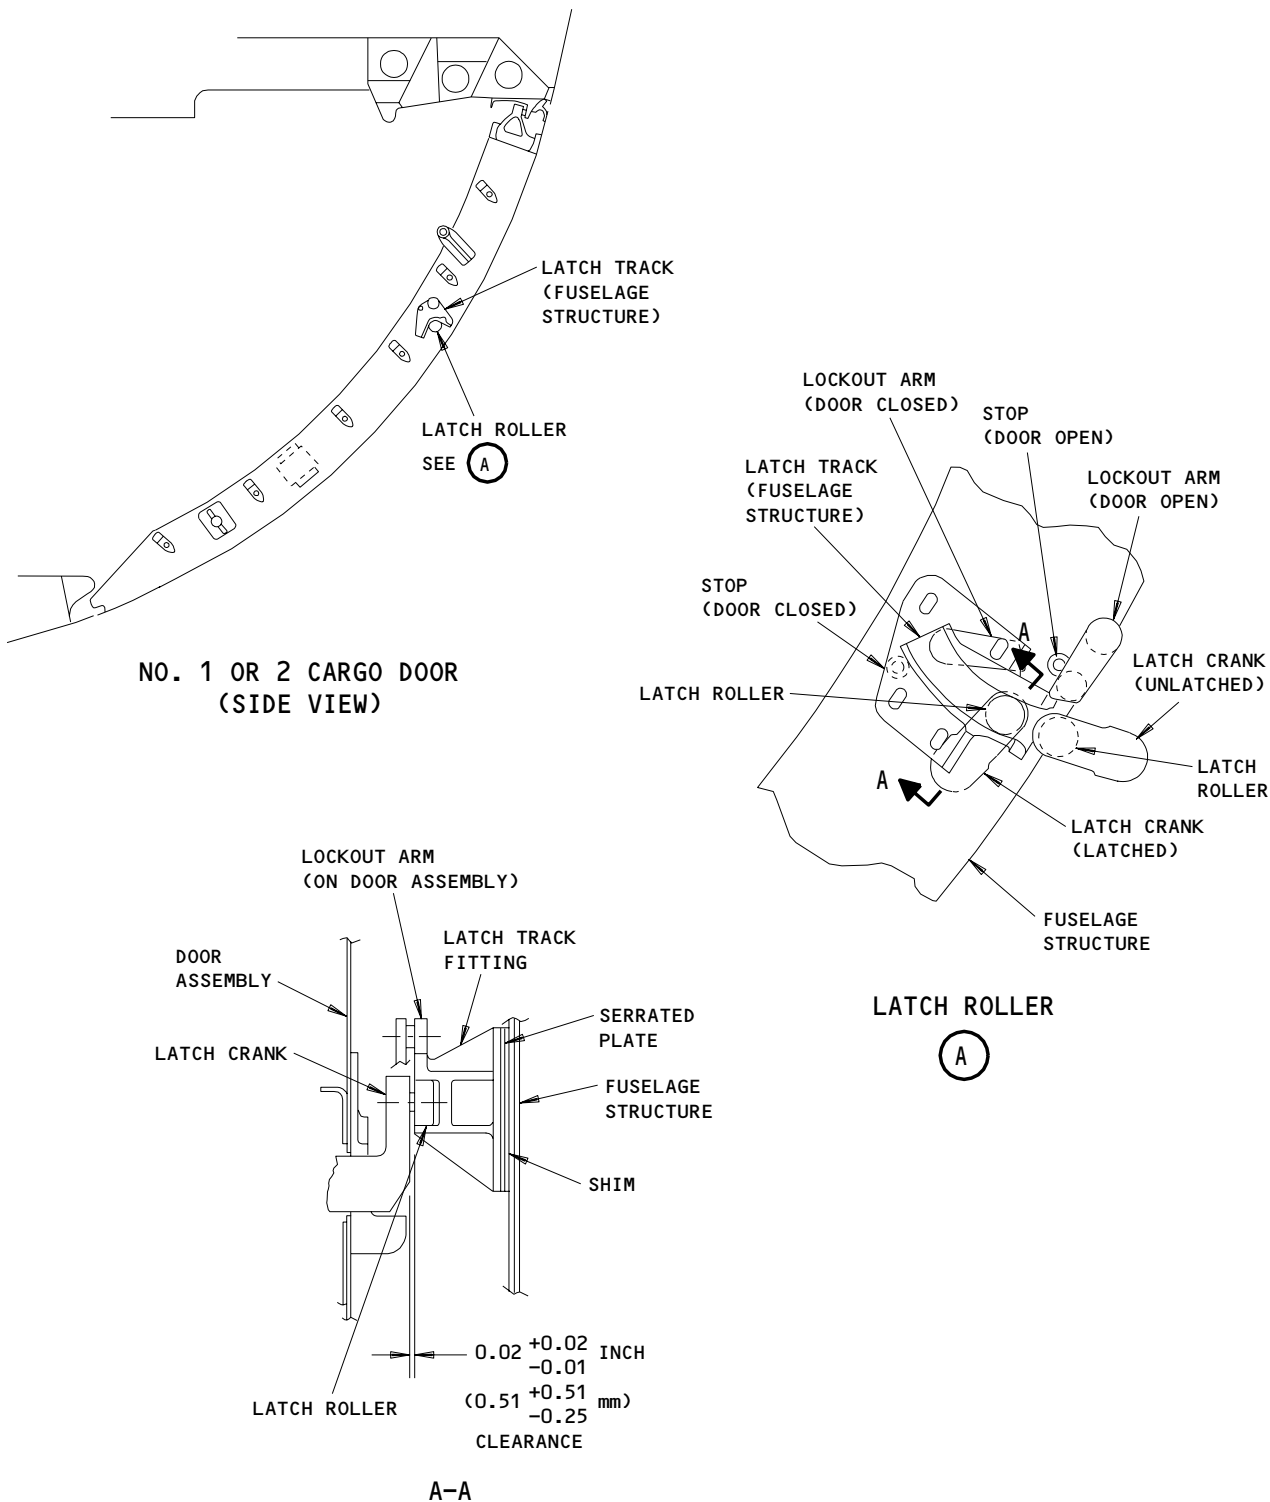 LATCH TRACK
(FUSELAGE
STRUCTURE)
LATCH ROLLER
SEE A
NO. 1 OR 2 CARGO DOOR
(SIDE VIEW)
LOCKOUT ARM
(DOOR CLOSED)
STOP
(DOOR OPEN)
LATCH TRACK
(FUSELAGE
STRUCTURE)
LOCKOUT ARM
(DOOR OPEN)
STOP
(DOOR CLOSED)
A
LATCH CRANK
(UNLATCHED)
LATCH ROLLER
A
LATCH
ROLLER
LATCH CRANK
(LATCHED)
FUSELAGE
STRUCTURE
LATCH ROLLER
A
LOCKOUT ARM
(ON DOOR ASSEMBLY)
LATCH TRACK
FITTING
DOOR
ASSEMBLY
SERRATED
PLATE
LATCH CRANK
FUSELAGE
STRUCTURE
SHIM
0.02 +0.02 INCH
-0.01
(0.51 +0.51 mm)
-0.25
CLEARANCE
LATCH ROLLER
A-A